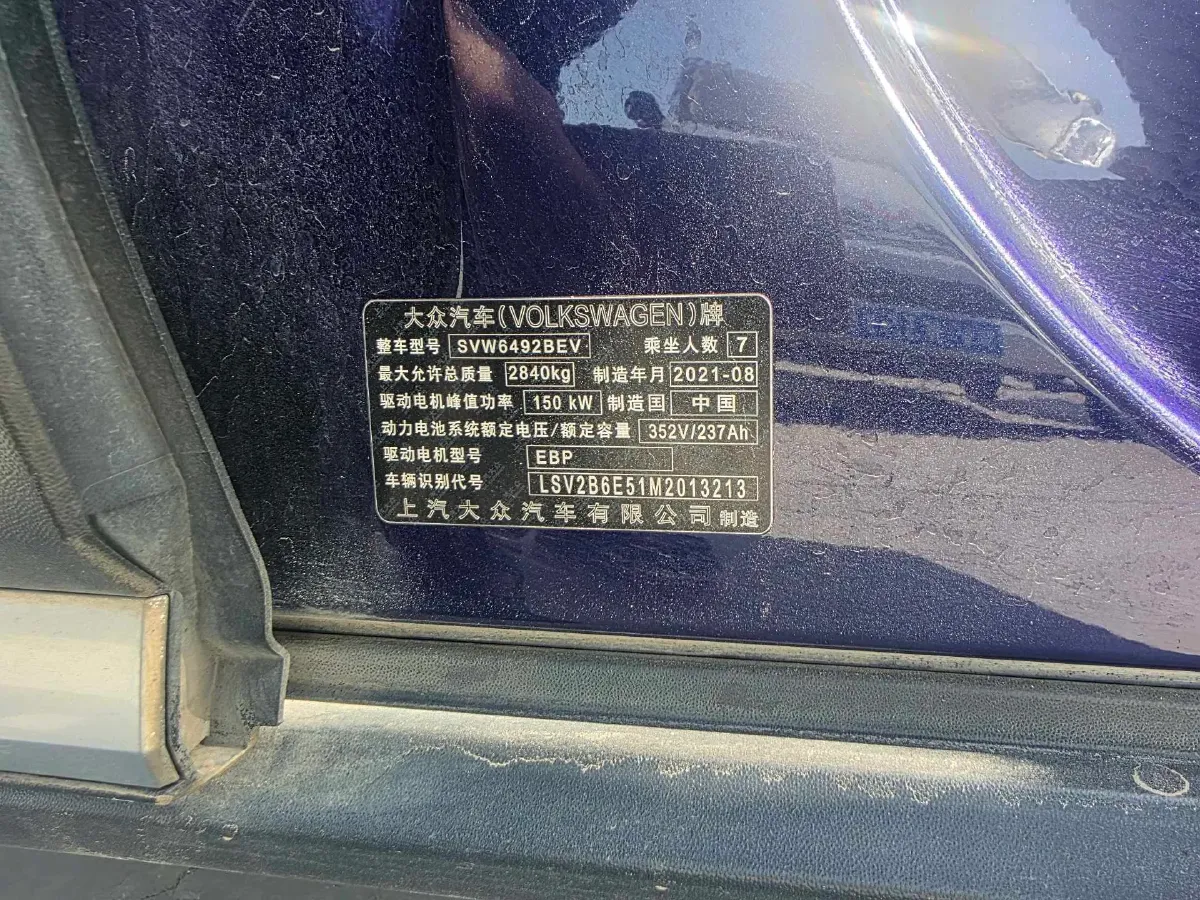 大众汽车(VOLKSWAGEN)牌
整车型号 SVW6492BEV 乘坐人数 7
最大允许总质量 2840kg 制造年月 2021-08
驱动电机峰值功率 150 kW 制造国 中国
动力电池系统额定电压/额定容量 352V/237Ah
驱动电机型号 EBP
车辆识别代号 LSV2B6E51M2013213
上汽大众汽车有限公司 制造